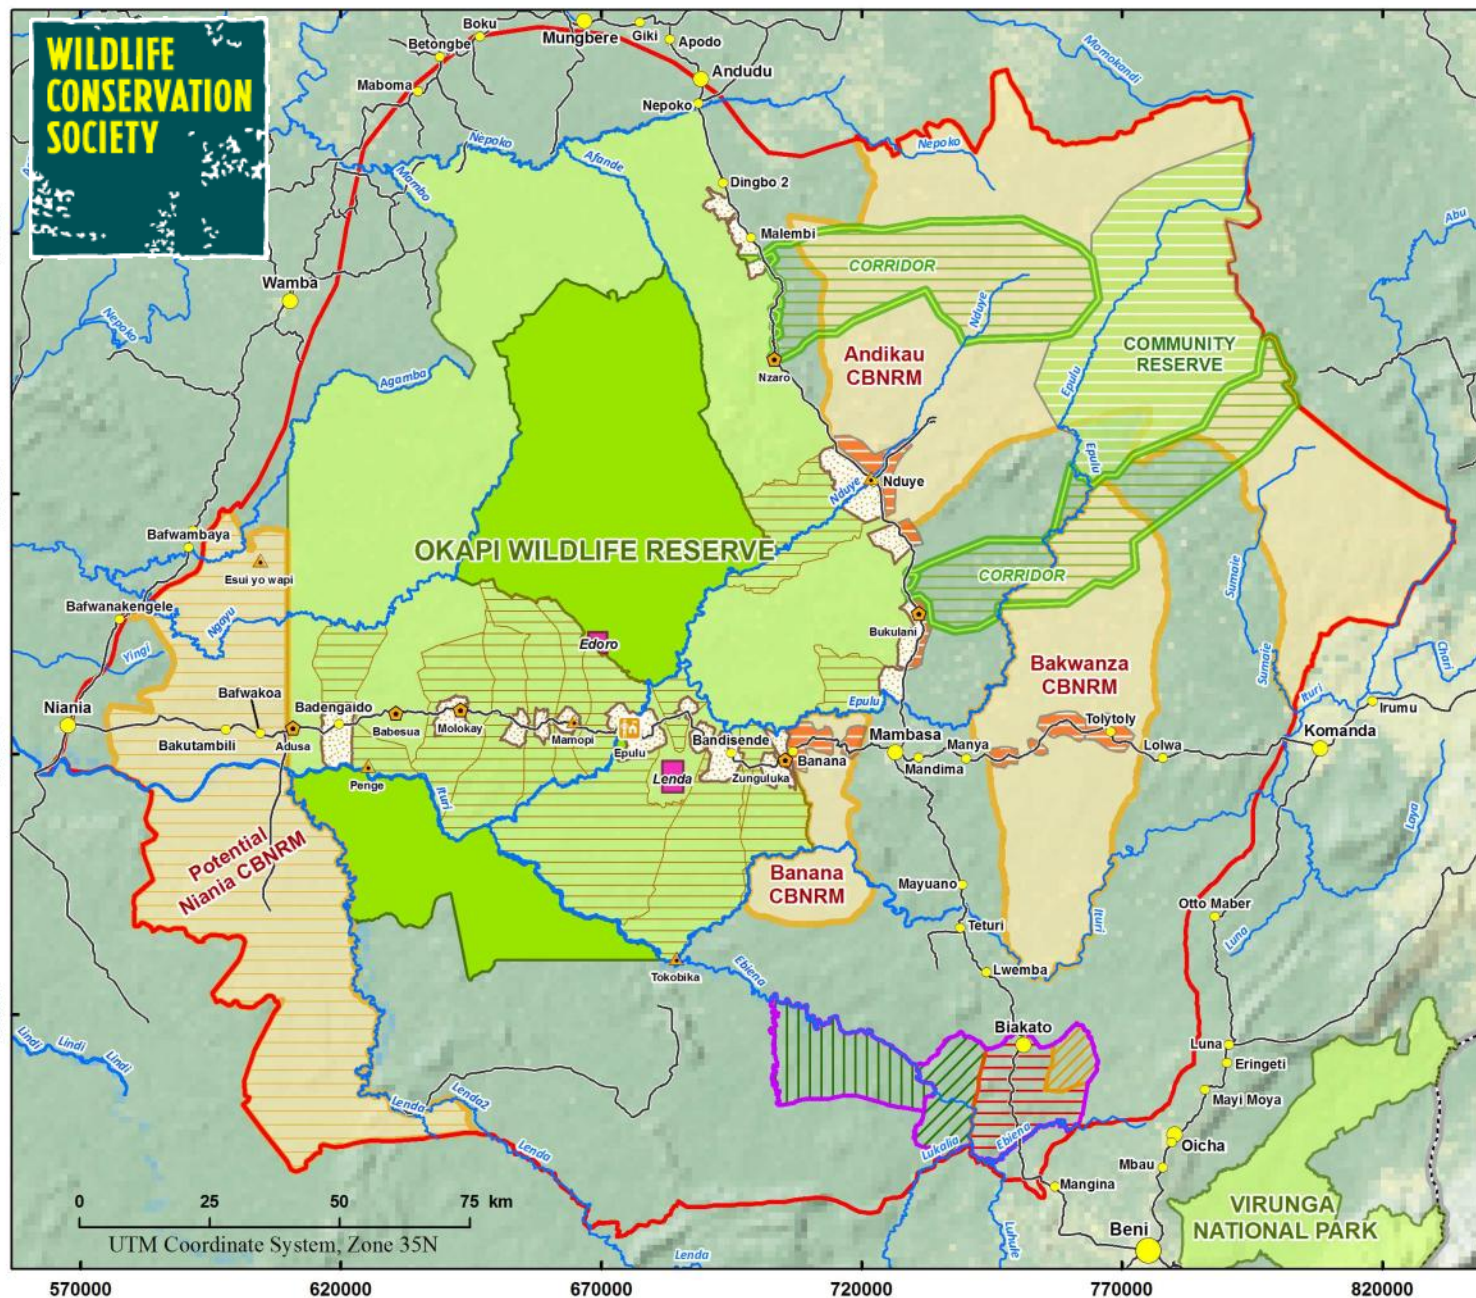 WILDLIFE
CONSERVATION
SOCIETY
Boku
Mungbere
Giki
Apodo
Betongbe
Maboma
Andudu
Nepoko
Momokandi
Nepoko
Afande
Nepoko
Mambo
Dingbo 2
Malembi
Abu
CORRIDOR
Wamba
Nepoko
Nduye
Andikau
CBNRM
COMMUNITY
RESERVE
Epulu
Agamba
Nzaro
Epulu
Nduye
Nduye
Bafwambaya
OKAPI WILDLIFE RESERVE
Esui yo wapi
CORRIDOR
Sumaie
Bafwanakengele
Ngayu
Bukulani
Edoro
Yingi
Bakwanza
CBNRM
Sumaie
Chari
Bafwakoa
Niania
Badengaido
Epulu
Ituri
Irumu
Bakutambili
Adusa
Babesua
Molokay
Mamopi
Epulu
Bandisende
Mambasa
Manya
Tolytoly
Lolwa
Komanda
Banana
Mandima
Penge
Ituri
Lenda
Zunguluka
Laya
Potential
Niania CBNRM
Banana
CBNRM
Mayuano
Otto Maber
Teturi
Ituri
Luna
Tokobika
Ebiena
Lwemba
Biakato
Lindi
Lindi
Lindi
Luna
Eringeti
Mayi Moya
Lenda
Lenda2
Lenda
Lukalia
Ebiena
Oicha
Mbau
Mangina
VIRUNGA
NATIONAL PARK
Beni
Luhule
Lenda
0 25 50 75 km
UTM Coordinate System, Zone 35N
570000 620000 670000 720000 770000 820000